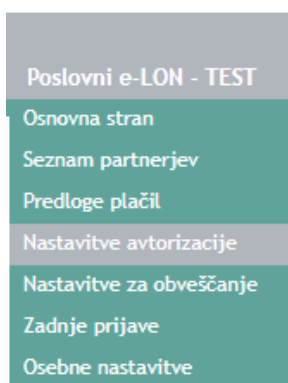 Poslovni e-LON - TEST
Osnovna stran
Seznam partnerjev
Predloge plačil
Nastavitve avtorizacije
Nastavitve za obveščanje
Zadnje prijave
Osebne nastavitve